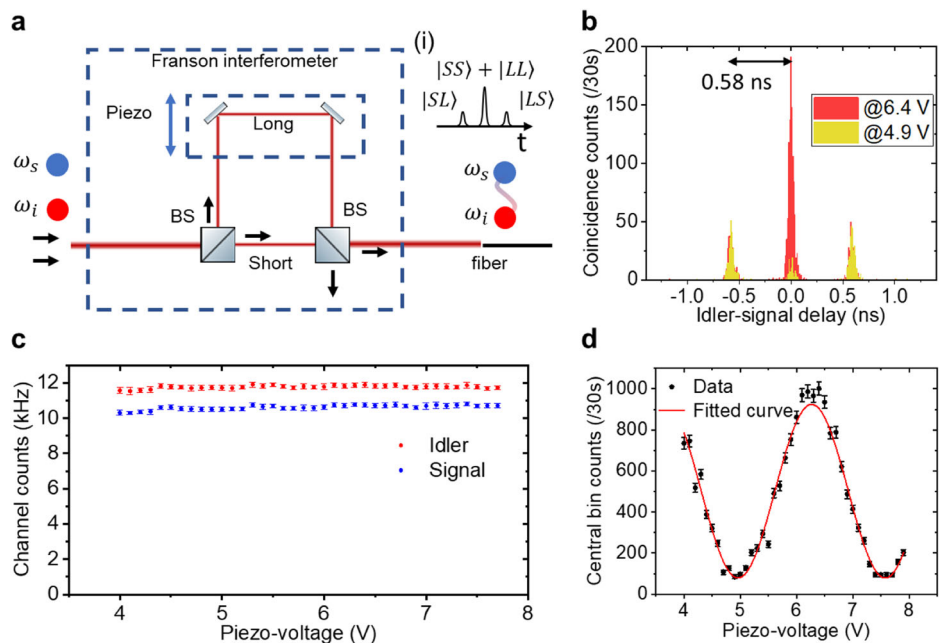 a
Franson interferometer
Piezo
Long
ω_s
ω_i
BS
BS
Short
(i)
|SS⟩ + |LL⟩
|SL⟩
|LS⟩
t
ω_s
ω_i
fiber
b
Coincidence counts (/30s)
200
150
100
50
0
0.58 ns
@6.4 V
@4.9 V
-1.0 -0.5 0.0 0.5 1.0
Idler-signal delay (ns)
c
Channel counts (kHz)
12
10
8
6
4
2
0
Idler
Signal
4 5 6 7 8
Piezo-voltage (V)
d
Central bin counts (/30s)
1000
800
600
400
200
0
Data
Fitted curve
4 5 6 7 8
Piezo-voltage (V)